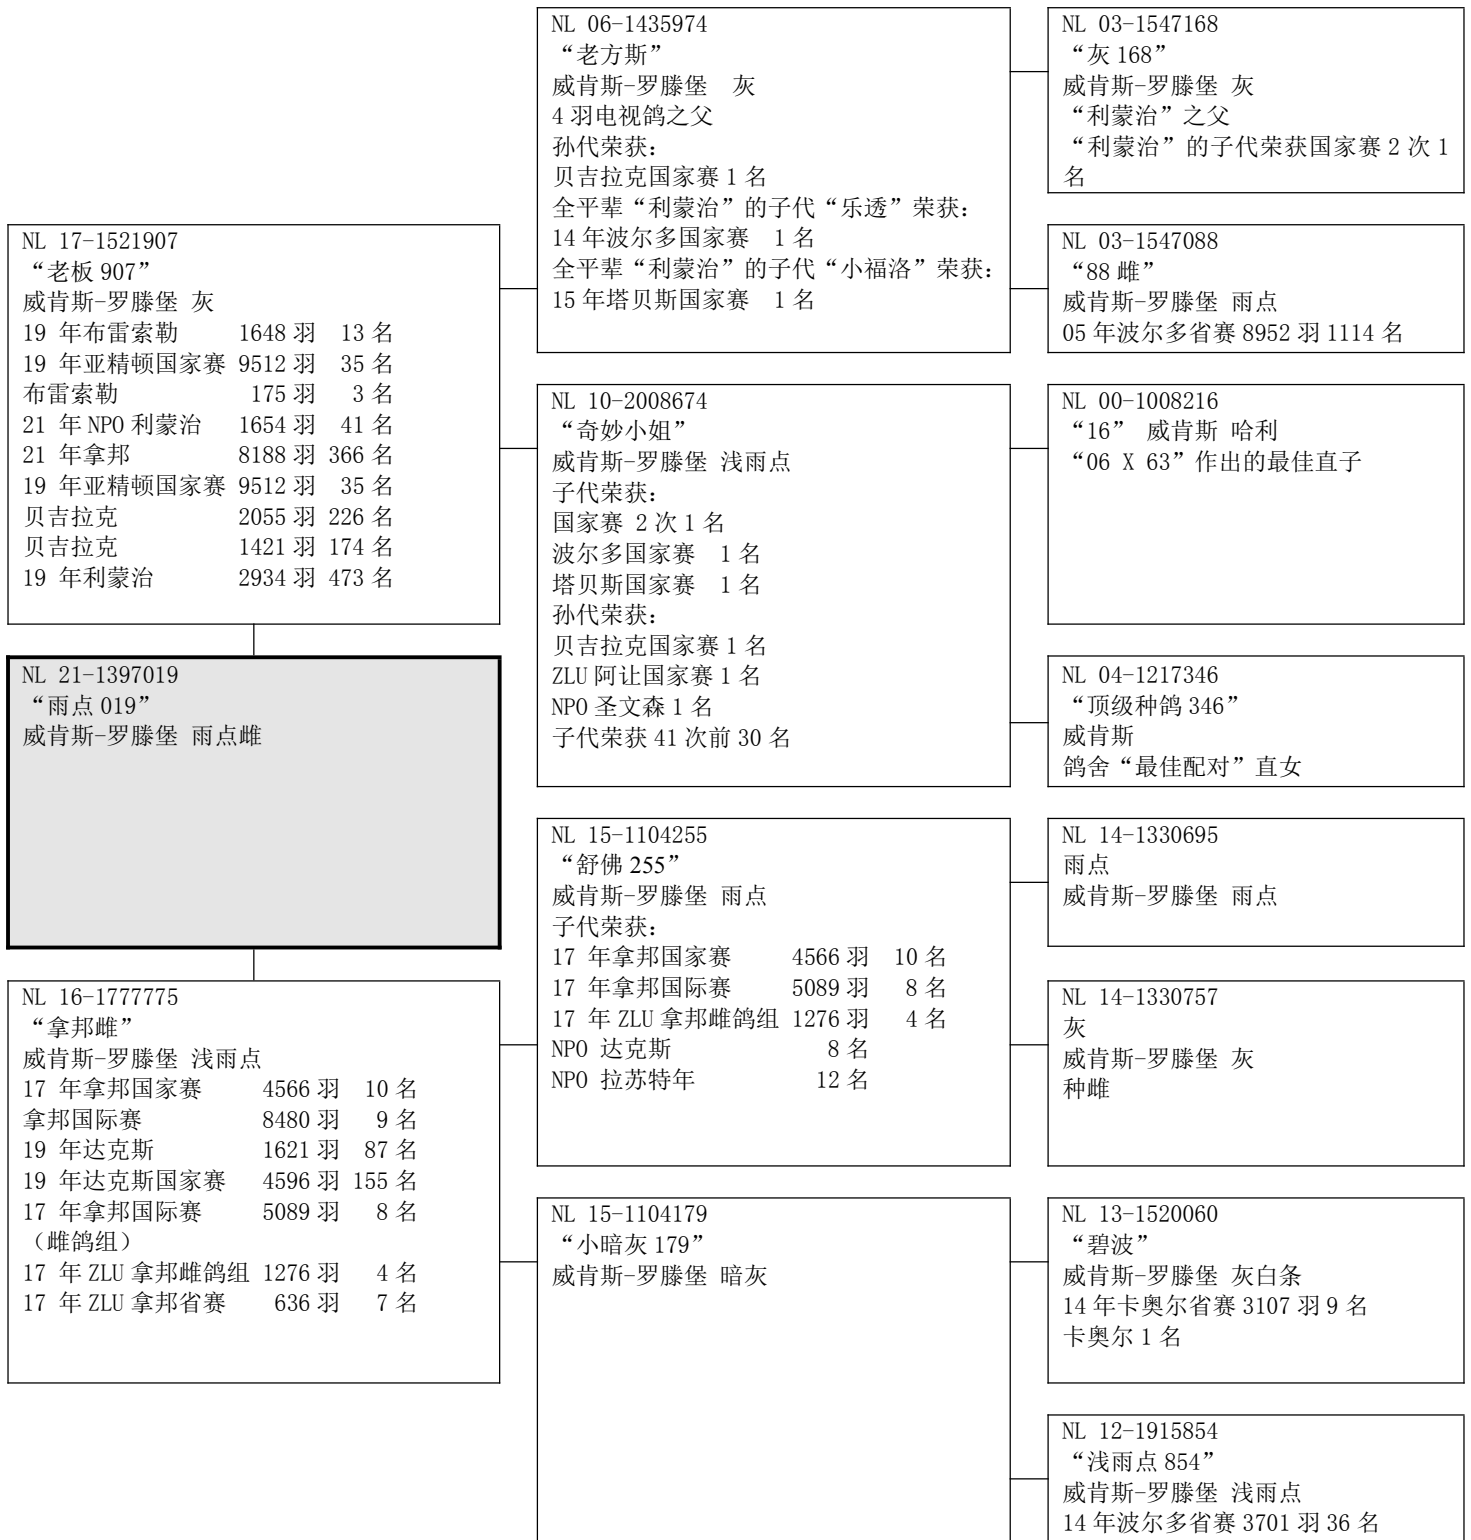 NL 17-1521907
“老板 907”
威肯斯-罗滕堡 灰
19 年布雷索勒 1648 羽 13 名
19 年亚精顿国家赛 9512 羽 35 名
布雷索勒 175 羽 3 名
21 年 NPO 利蒙治 1654 羽 41 名
21 年拿邦 8188 羽 366 名
19 年亚精顿国家赛 9512 羽 35 名
贝吉拉克 2055 羽 226 名
贝吉拉克 1421 羽 174 名
19 年利蒙治 2934 羽 473 名
NL 21-1397019
“雨点 019”
威肯斯-罗滕堡 雨点雌
NL 16-1777775
“拿邦雌”
威肯斯-罗滕堡 浅雨点
17 年拿邦国家赛 4566 羽 10 名
拿邦国际赛 8480 羽 9 名
19 年达克斯 1621 羽 87 名
19 年达克斯国家赛 4596 羽 155 名
17 年拿邦国际赛 5089 羽 8 名
（雌鸽组）
17 年 ZLU 拿邦雌鸽组 1276 羽 4 名
17 年 ZLU 拿邦省赛 636 羽 7 名
NL 06-1435974
“老方斯”
威肯斯-罗滕堡 灰
4 羽电视鸽之父
孙代荣获：
贝吉拉克国家赛 1 名
全平辈“利蒙治”的子代“乐透”荣获：
14 年波尔多国家赛 1 名
全平辈“利蒙治”的子代“小福洛”荣获：
15 年塔贝斯国家赛 1 名
NL 10-2008674
“奇妙小姐”
威肯斯-罗滕堡 浅雨点
子代荣获：
国家赛 2 次 1 名
波尔多国家赛 1 名
塔贝斯国家赛 1 名
孙代荣获：
贝吉拉克国家赛 1 名
ZLU 阿让国家赛 1 名
NPO 圣文森 1 名
子代荣获 41 次前 30 名
NL 15-1104255
“舒佛 255”
威肯斯-罗滕堡 雨点
子代荣获：
17 年拿邦国家赛 4566 羽 10 名
17 年拿邦国际赛 5089 羽 8 名
17 年 ZLU 拿邦雌鸽组 1276 羽 4 名
NPO 达克斯 8 名
NPO 拉苏特年 12 名
NL 15-1104179
“小暗灰 179”
威肯斯-罗滕堡 暗灰
NL 03-1547168
“灰 168”
威肯斯-罗滕堡 灰
“利蒙治”之父
“利蒙治”的子代荣获国家赛 2 次 1
名
NL 03-1547088
“88 雌”
威肯斯-罗滕堡 雨点
05 年波尔多省赛 8952 羽 1114 名
NL 00-1008216
“16” 威肯斯 哈利
“06 X 63”作出的最佳直子
NL 04-1217346
“顶级种鸽 346”
威肯斯
鸽舍“最佳配对”直女
NL 14-1330695
雨点
威肯斯-罗滕堡 雨点
NL 14-1330757
灰
威肯斯-罗滕堡 灰
种雌
NL 13-1520060
“碧波”
威肯斯-罗滕堡 灰白条
14 年卡奥尔省赛 3107 羽 9 名
卡奥尔 1 名
NL 12-1915854
“浅雨点 854”
威肯斯-罗滕堡 浅雨点
14 年波尔多省赛 3701 羽 36 名